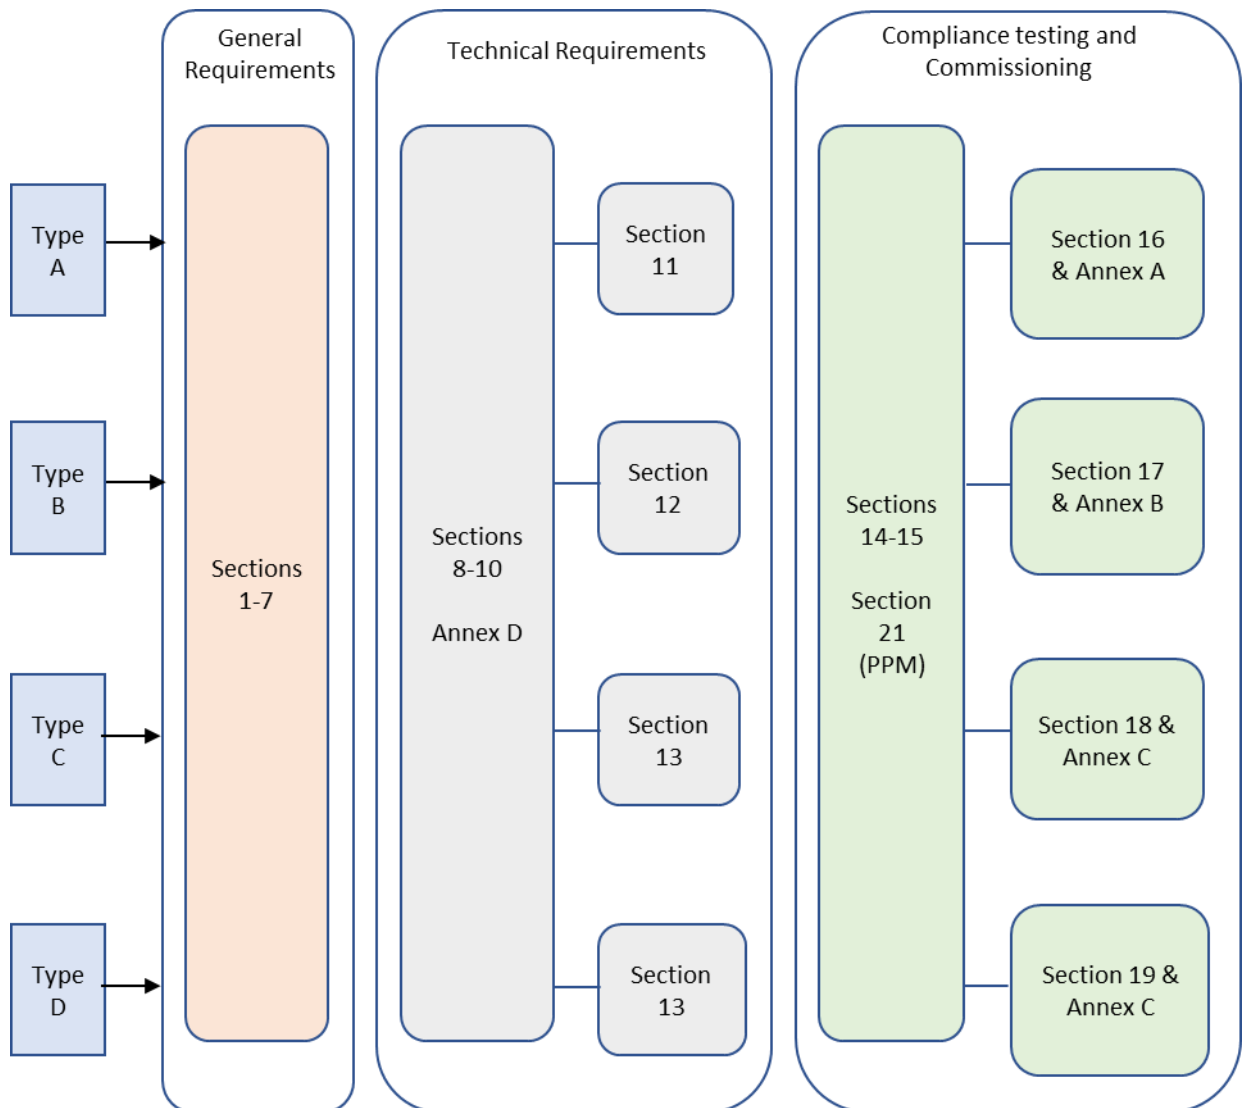 General
Requirements
Technical Requirements
Compliance testing and
Commissioning
Type
A
Type
B
Type
C
Type
D
Sections
1-7
Sections
8-10
Annex D
Section
11
Section
12
Section
13
Section
13
Sections
14-15
Section
21
(PPM)
Section 16
& Annex A
Section 17
& Annex B
Section 18 &
Annex C
Section 19 &
Annex C